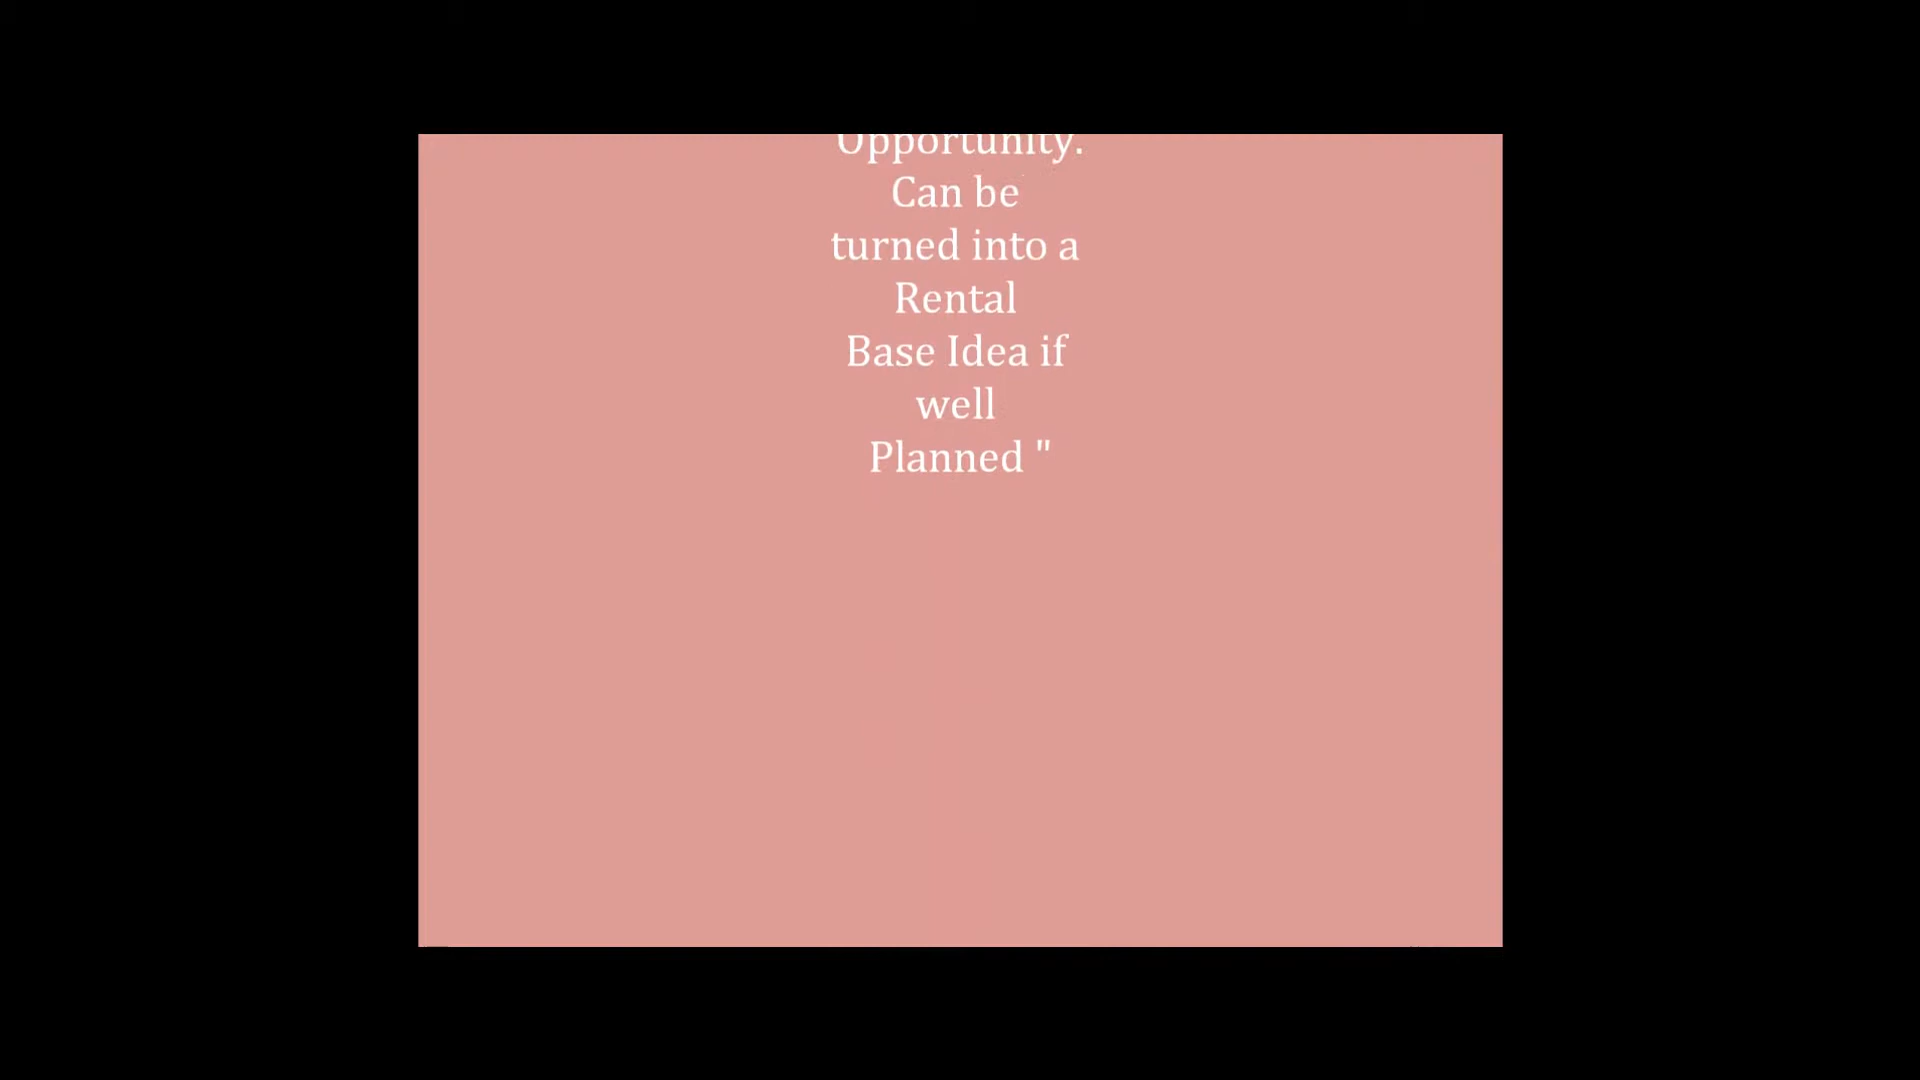 Opportunity.
Can be
turned into a
Rental
Base Idea if
well
Planned "